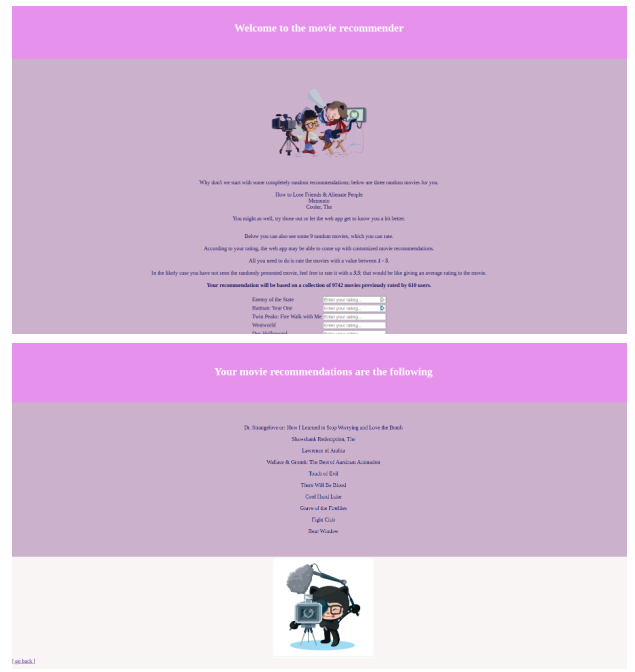 Welcome to the movie recommender
Why don't we start with some completely random recommendations; below are three random movies for you.
How to Lose Friends & Alienate People
Memento
Cooler, The
You might as well, try those out or let the web app get to know you a bit better.
Below you can also see some 9 random movies, which you can rate.
According to your rating, the web app may be able to come up with customized movie recommendations.
All you need to do is rate the movies with a value between 1 - 5.
In the likely case you have not seen the randomly presented movie, feel free to rate it with a 3.5; that would be like giving an average rating to the movie.
Your recommendation will be based on a collection of 9742 movies previously rated by 610 users.
Enemy of the State Enter your rating...
Batman: Year One Enter your rating...
Twin Peaks: Fire Walk with Me Enter your rating...
Westworld Enter your rating...
Enter your rating...
Your movie recommendations are the following
Dr. Strangelove or: How I Learned to Stop Worrying and Love the Bomb
Shawshank Redemption, The
Lawrence of Arabia
Wallace & Gromit: The Best of Aardman Animation
Touch of Evil
There Will Be Blood
Cool Hand Luke
Grave of the Fireflies
Fight Club
Rear Window
[ go back ]